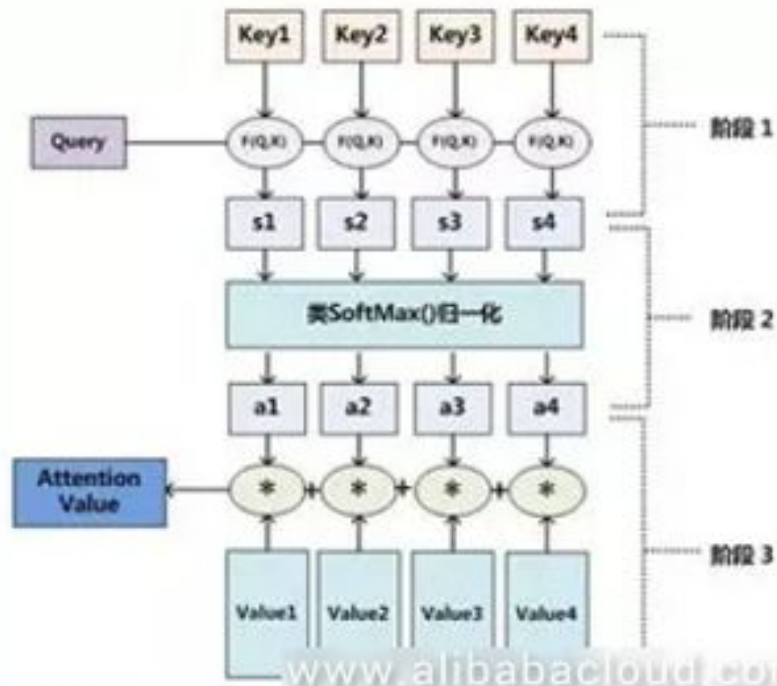 Key1 Key2 Key3 Key4
阶段 1
Query F(Q,K) F(Q,K) F(Q,K) F(Q,K)
s1 s2 s3 s4
类SoftMax()归一化
阶段 2
a1 a2 a3 a4
Attention
Value
* + * + * + *
阶段 3
Value1 Value2 Value3 Value4
www.alibabacloud.co